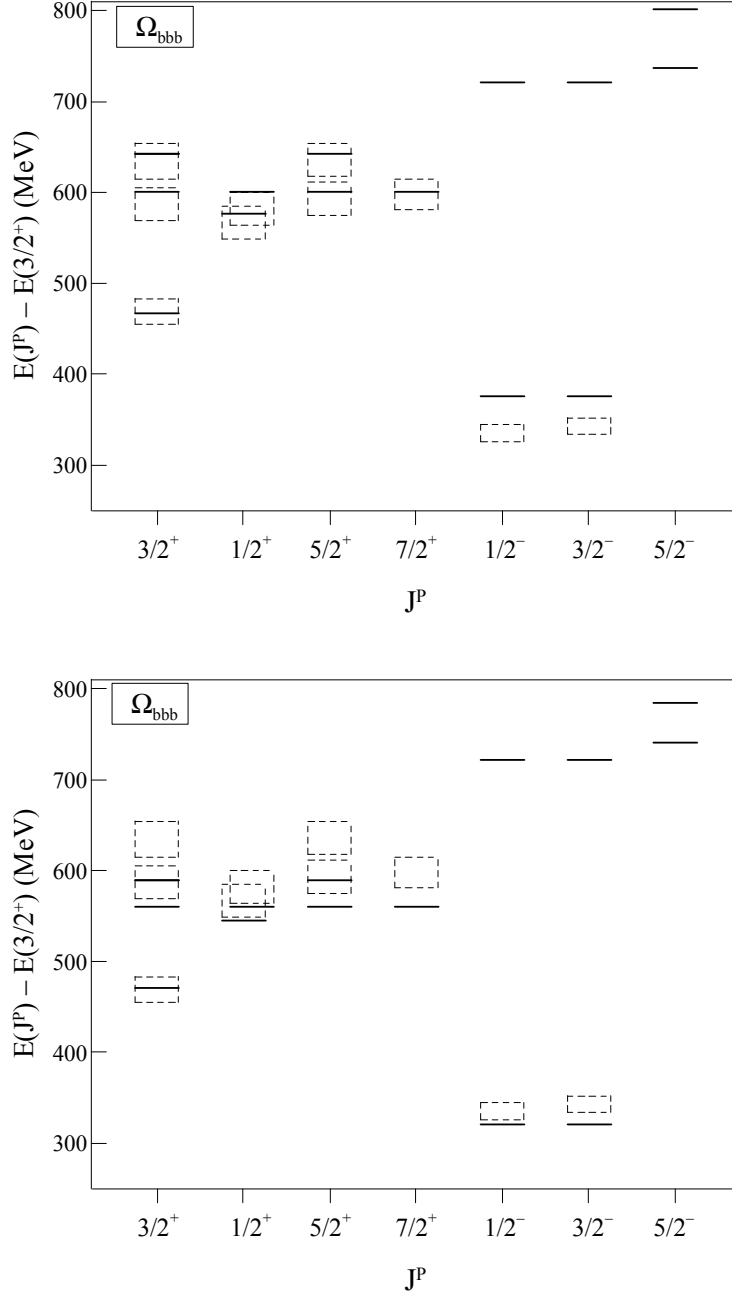 Ω_bbb
800
700
600
500
400
300
E(J^P) − E(3/2^+) (MeV)
3/2^+ 1/2^+ 5/2^+ 7/2^+ 1/2^− 3/2^− 5/2^−
J^P
Ω_bbb
800
700
600
500
400
300
E(J^P) − E(3/2^+) (MeV)
3/2^+ 1/2^+ 5/2^+ 7/2^+ 1/2^− 3/2^− 5/2^−
J^P